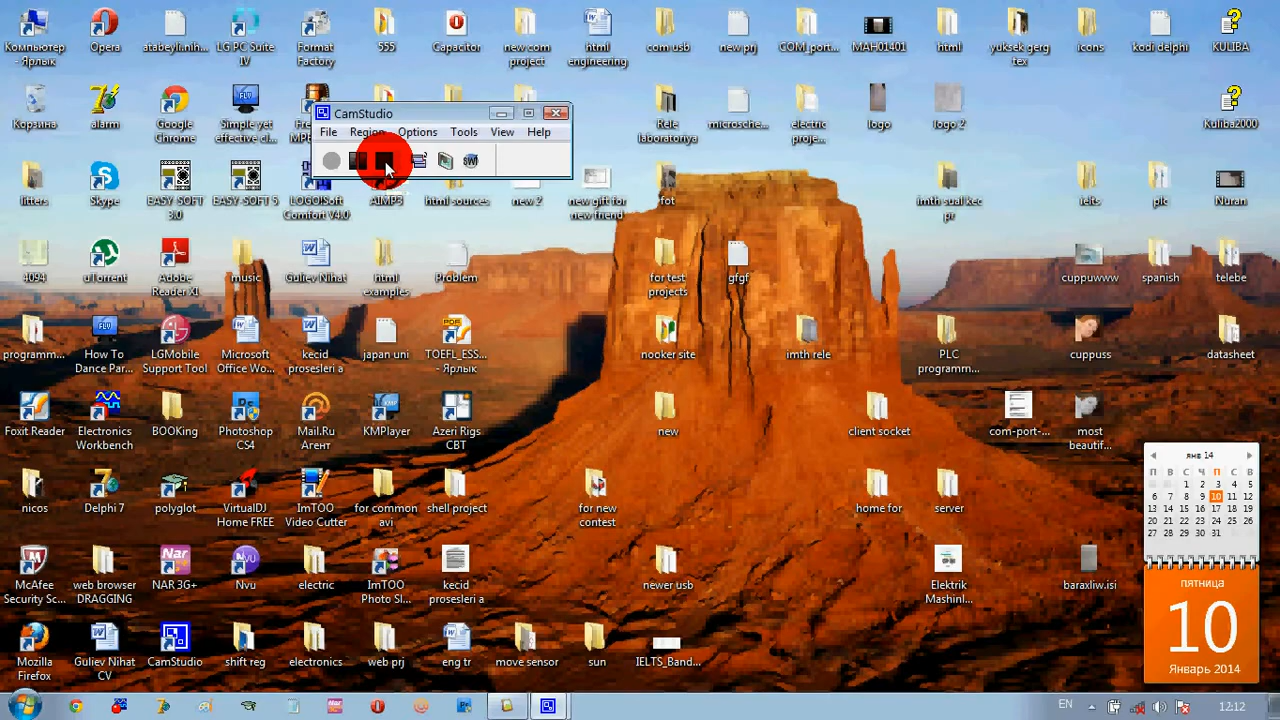 Компьютер - Ярлык
Opera
atabeylinih...
LG PC Suite IV
Format Factory
555
Capacitor
new com project
html engineering
com usb
new prj
COM_port...
MAH01401
html
yuksek gerg tex
icons
kodi delphi
KULIBA
Корзина
alarm
Google Chrome
Simple yet effective cl...
CamStudio
File Region Options Tools View Help
Rele laboratoriya
microsche...
electric proje...
logo
logo 2
Kuliba2000
litters
Skype
EASY-SOFT 3.0
EASY-SOFT 5
LOGO!Soft Comfort V4.0
AIMP3
html sources
new 2
new gift for new friend
fot
imth sual kec pr
ielts
plc
Nuran
4094
uTorrent
Adobe Reader XI
music
Guliev Nihat
html examples
Problem
for test projects
gfgf
cuppuwww
spanish
telebe
programm...
How To Dance Par...
LGMobile Support Tool
Microsoft Office Wo...
kecid prosesleri a
japan uni
TOEFL_ESS... - Ярлык
nooker site
imth rele
PLC programm...
cuppuss
datasheet
Foxit Reader
Electronics Workbench
BOOKing
Photoshop CS4
Mail.Ru Агент
KMPlayer
Azeri Rigs CBT
new
client socket
com-port-...
most beautif...
nicos
Delphi 7
polyglot
VirtualDJ Home FREE
ImTOO Video Cutter
for common avi
shell project
for new contest
home for
server
янв 14
П В С Ч П В
1 2 3 4 5
6 7 8 9 10 11 12
13 14 15 16 17 18 19
20 21 22 23 24 25 26
27 28 29 30 31
McAfee Security Sc...
web browser DRAGGING
NAR 3G+
Nvu
electric
ImTOO Photo Sl...
kecid prosesleri a
newer usb
Elektrik Mashinl...
baraxliw.isi
пятница
10
Январь 2014
Mozilla Firefox
Guliev Nihat CV
CamStudio
shift reg
electronics
web prj
eng tr
move sensor
sun
IELTS_Band...
EN
12:12